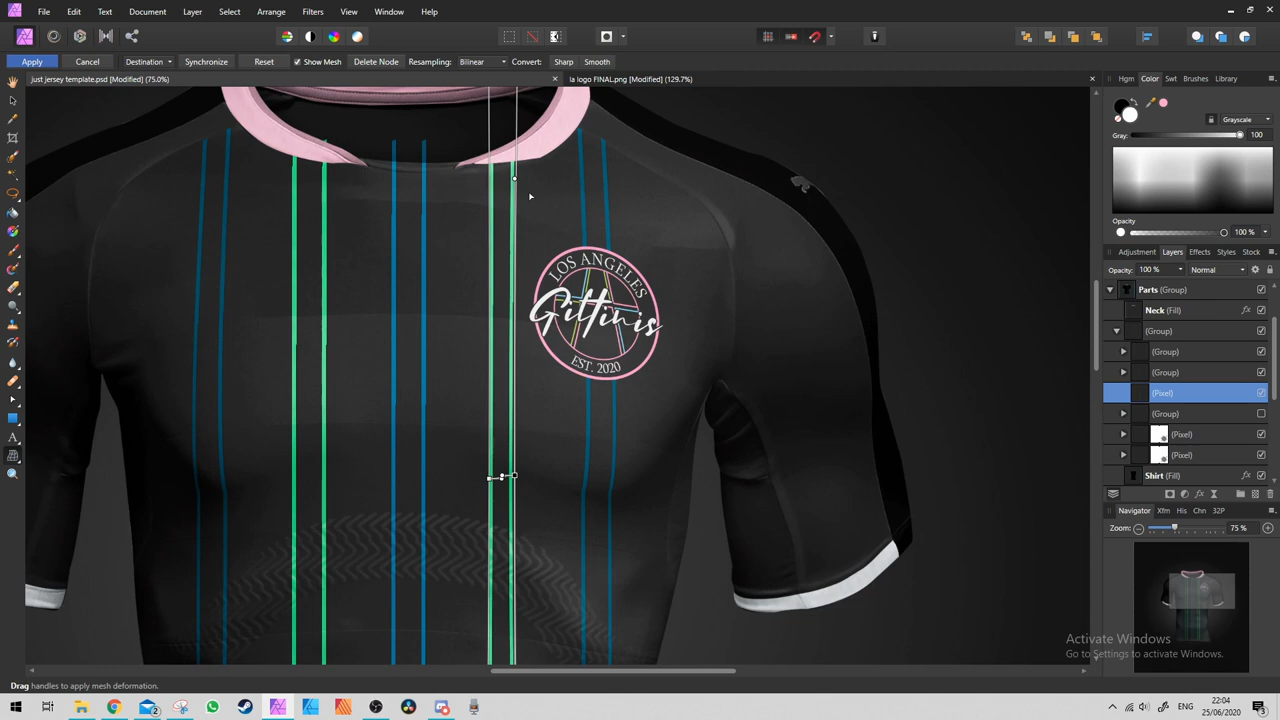 File Edit Text Document Layer Select Arrange Filters View Window Help
Apply Cancel Destination Synchronize Reset Show Mesh Delete Node Resampling: Bilinear Convert: Sharp Smooth
just jersey template.psd [Modified] (75.0%)
la logo FINAL.png [Modified] (129.7%)
Hgm Color Swt Brushes Library
Grayscale
Gray: 100
Opacity
100 %
Adjustment Layers Effects Styles Stock
Opacity: 100 % Normal
Parts (Group)
Neck (Fill) fx
(Group)
(Group)
(Group)
(Pixel)
(Group)
(Pixel)
(Pixel)
Shirt (Fill) fx
Navigator Xfm His Chn 32P
Zoom: 75 %
LOS ANGELES
Giltinis
EST. 2020
Activate Windows
Go to Settings to activate Windows.
Drag handles to apply mesh deformation.
2
ENG
22:04
25/06/2020
3